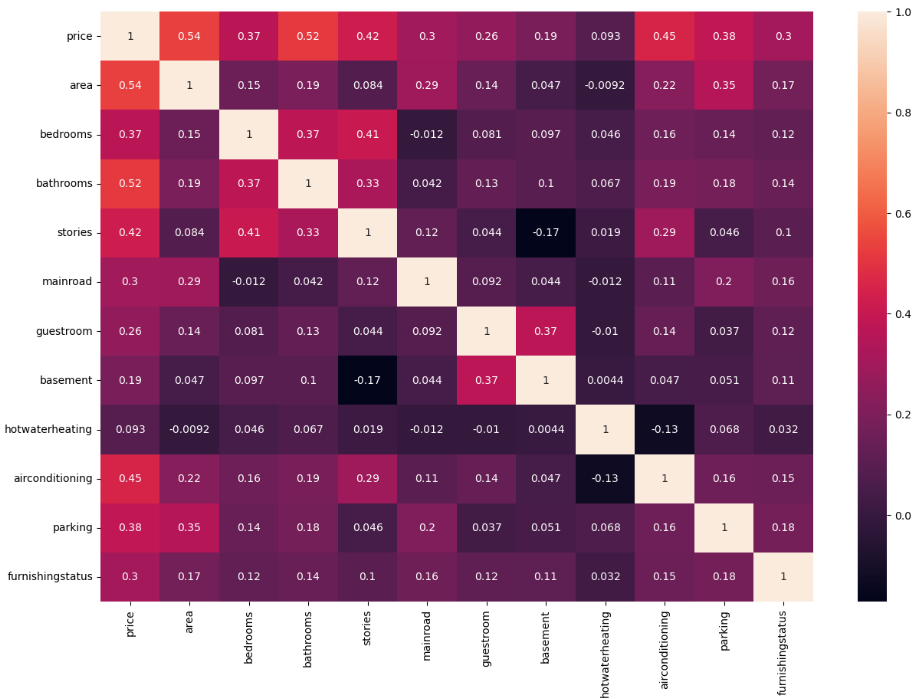 price 1 0.54 0.37 0.52 0.42 0.3 0.26 0.19 0.093 0.45 0.38 0.3
area 0.54 1 0.15 0.19 0.084 0.29 0.14 0.047 -0.0092 0.22 0.35 0.17
bedrooms 0.37 0.15 1 0.37 0.41 -0.012 0.081 0.097 0.046 0.16 0.14 0.12
bathrooms 0.52 0.19 0.37 1 0.33 0.042 0.13 0.1 0.067 0.19 0.18 0.14
stories 0.42 0.084 0.41 0.33 1 0.12 0.044 -0.17 0.019 0.29 0.046 0.1
mainroad 0.3 0.29 -0.012 0.042 0.12 1 0.092 0.044 -0.012 0.11 0.2 0.16
guestroom 0.26 0.14 0.081 0.13 0.044 0.092 1 0.37 -0.01 0.14 0.037 0.12
basement 0.19 0.047 0.097 0.1 -0.17 0.044 0.37 1 0.0044 0.047 0.051 0.11
hotwaterheating 0.093 -0.0092 0.046 0.067 0.019 -0.012 -0.01 0.0044 1 -0.13 0.068 0.032
airconditioning 0.45 0.22 0.16 0.19 0.29 0.11 0.14 0.047 -0.13 1 0.16 0.15
parking 0.38 0.35 0.14 0.18 0.046 0.2 0.037 0.051 0.068 0.16 1 0.18
furnishingstatus 0.3 0.17 0.12 0.14 0.1 0.16 0.12 0.11 0.032 0.15 0.18 1
price
area
bedrooms
bathrooms
stories
mainroad
guestroom
basement
hotwaterheating
airconditioning
parking
furnishingstatus
1.0
0.8
0.6
0.4
0.2
0.0